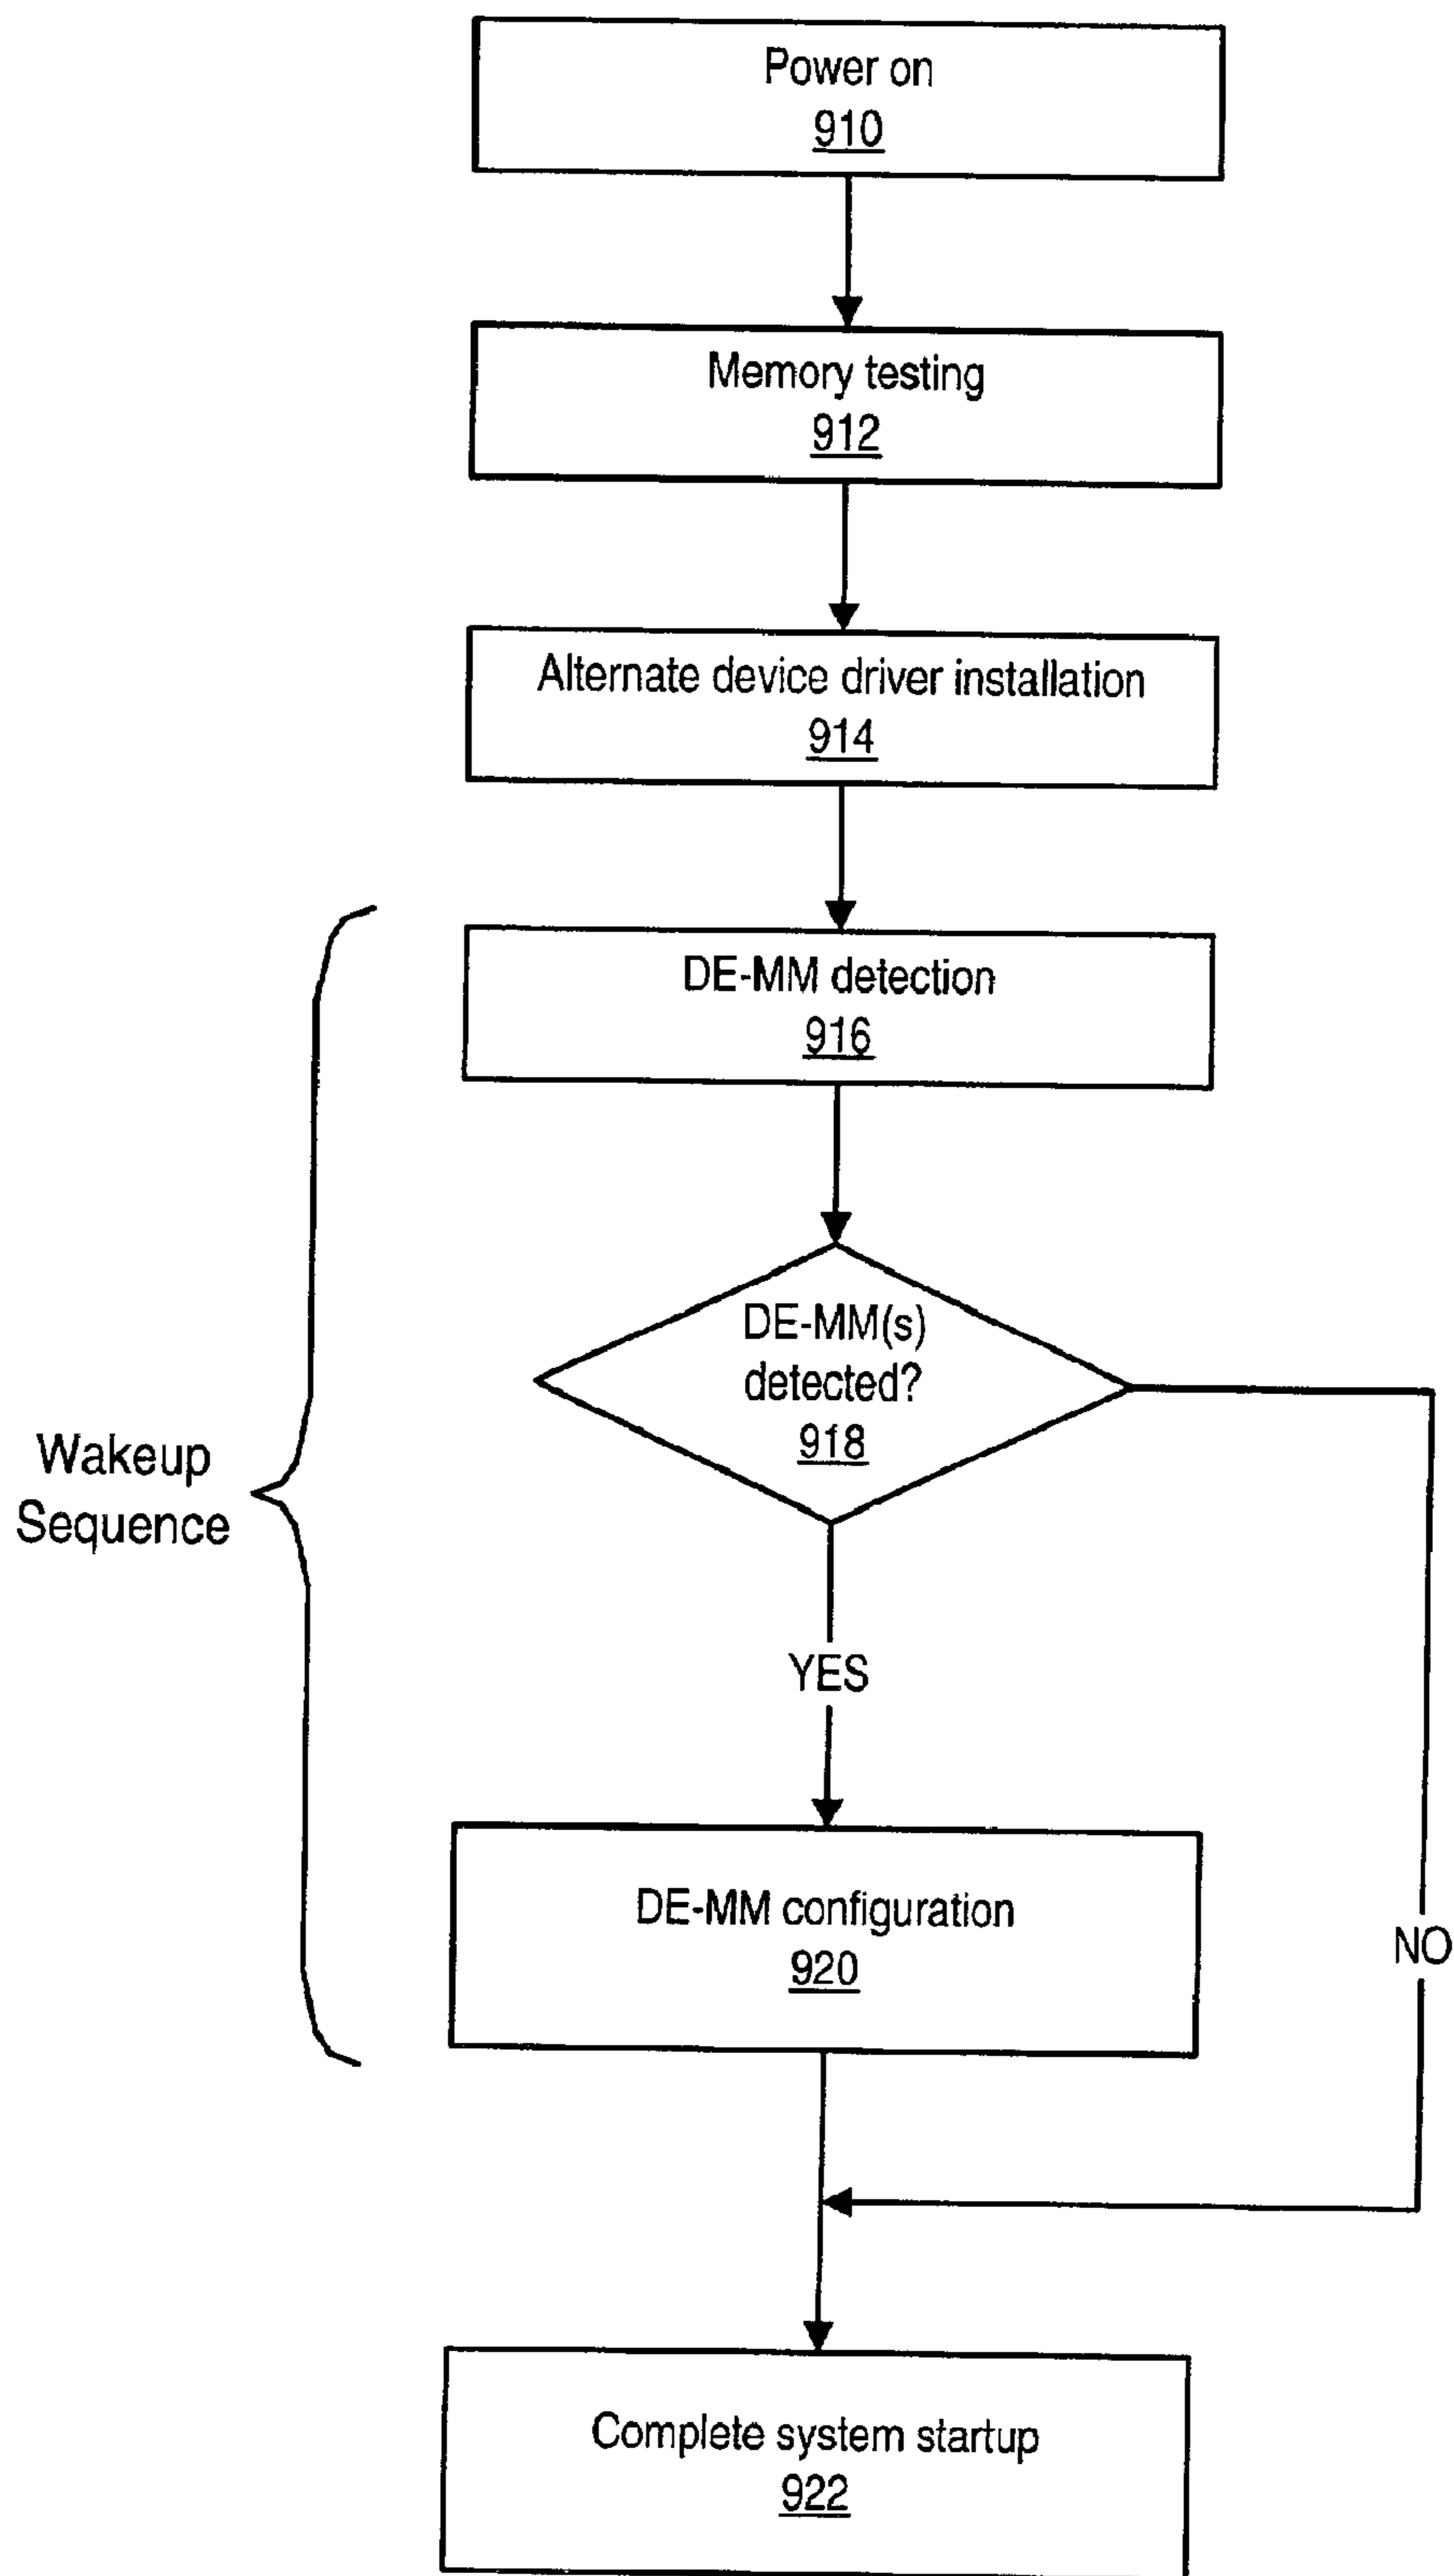 Power on
910
Memory testing
912
Alternate device driver installation
914
DE-MM detection
916
DE-MM(s)
detected?
918
Wakeup
Sequence
YES
DE-MM configuration
920
NO
Complete system startup
922